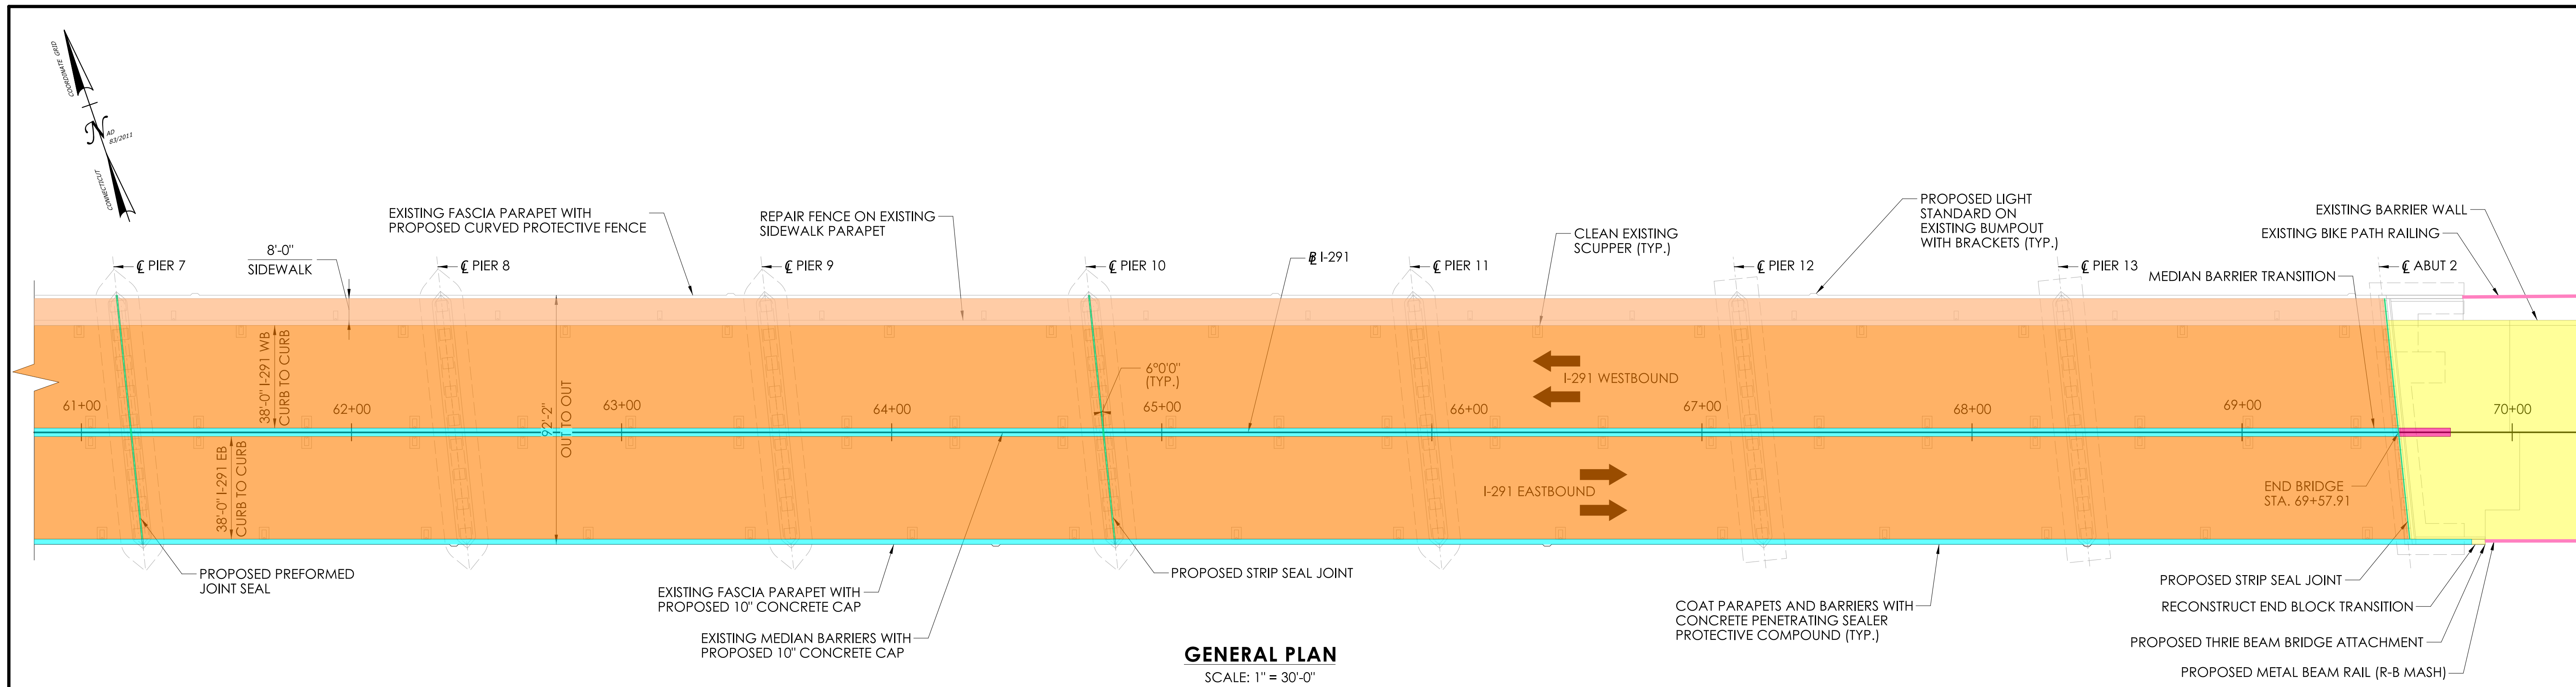 COORDINATE GRID
N AD
83/2011
CONNECTICUT
EXISTING FASCIA PARAPET WITH
PROPOSED CURVED PROTECTIVE FENCE
REPAIR FENCE ON EXISTING
SIDEWALK PARAPET
CLEAN EXISTING
SCUPPER (TYP.)
PROPOSED LIGHT
STANDARD ON
EXISTING BUMPOUT
WITH BRACKETS (TYP.)
EXISTING BARRIER WALL
EXISTING BIKE PATH RAILING
8'-0"
SIDEWALK
℄ PIER 7
℄ PIER 8
℄ PIER 9
℄ PIER 10
I-291
℄ PIER 11
℄ PIER 12
℄ PIER 13
℄ ABUT 2
MEDIAN BARRIER TRANSITION
38'-0" I-291 WB
CURB TO CURB
92'-2"
OUT TO OUT
6°0'0"
(TYP.)
I-291 WESTBOUND
61+00
62+00
63+00
64+00
65+00
66+00
67+00
68+00
69+00
70+00
38'-0" I-291 EB
CURB TO CURB
I-291 EASTBOUND
END BRIDGE
STA. 69+57.91
PROPOSED PREFORMED
JOINT SEAL
EXISTING FASCIA PARAPET WITH
PROPOSED 10" CONCRETE CAP
EXISTING MEDIAN BARRIERS WITH
PROPOSED 10" CONCRETE CAP
PROPOSED STRIP SEAL JOINT
COAT PARAPETS AND BARRIERS WITH
CONCRETE PENETRATING SEALER
PROTECTIVE COMPOUND (TYP.)
PROPOSED STRIP SEAL JOINT
RECONSTRUCT END BLOCK TRANSITION
PROPOSED THRIE BEAM BRIDGE ATTACHMENT
PROPOSED METAL BEAM RAIL (R-B MASH)
GENERAL PLAN
SCALE: 1" = 30'-0"